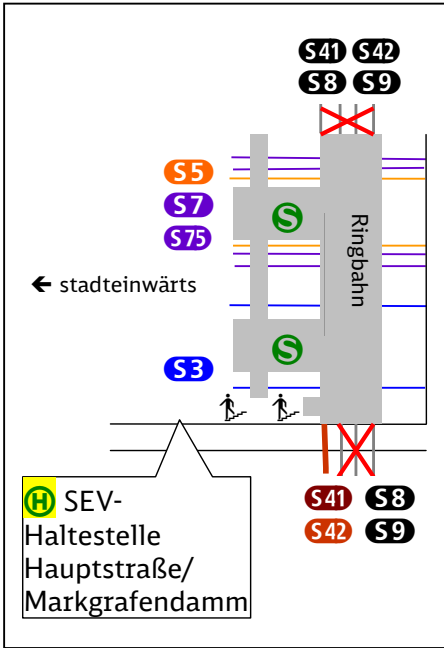 S41 S42
S8 S9
S5
S7
S75
S
Ringbahn
← stadteinwärts
S
S3
H SEV-
Haltestelle
Hauptstraße/
Markgrafendamm
S41 S8
S42 S9